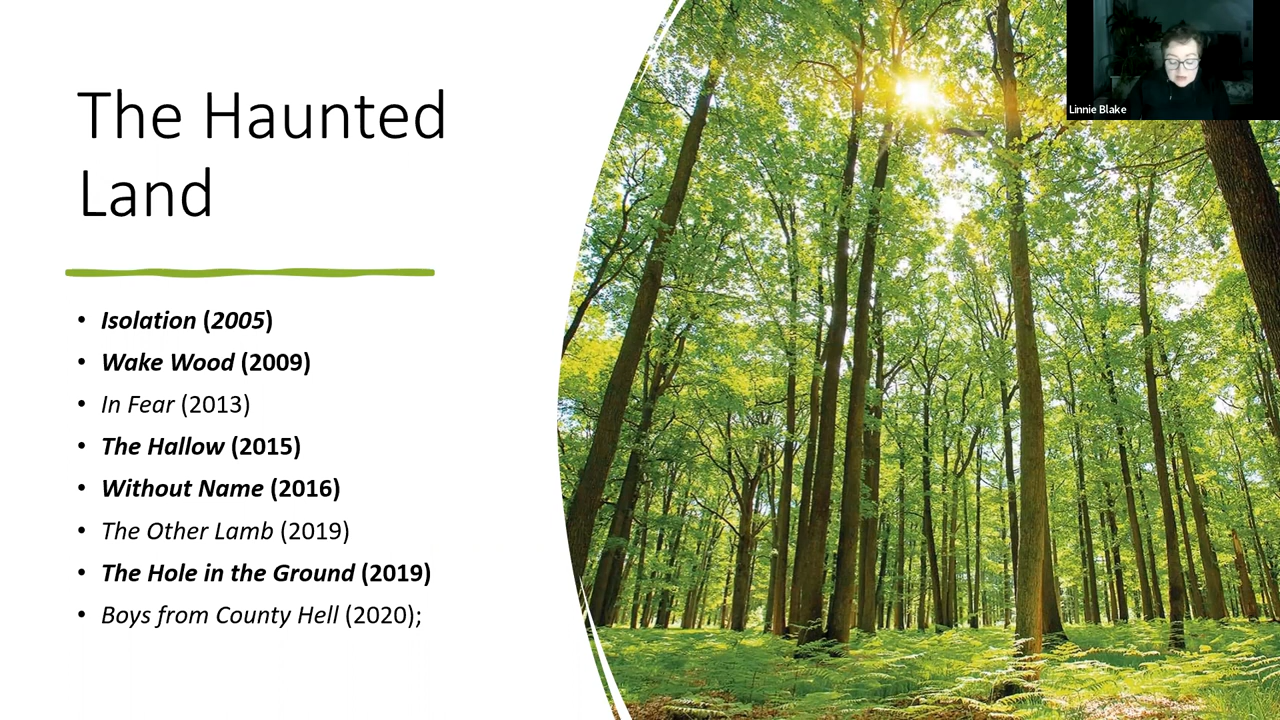 The Haunted
Land
• Isolation (2005)
• Wake Wood (2009)
• In Fear (2013)
• The Hallow (2015)
• Without Name (2016)
• The Other Lamb (2019)
• The Hole in the Ground (2019)
• Boys from County Hell (2020);
Linnie Blake